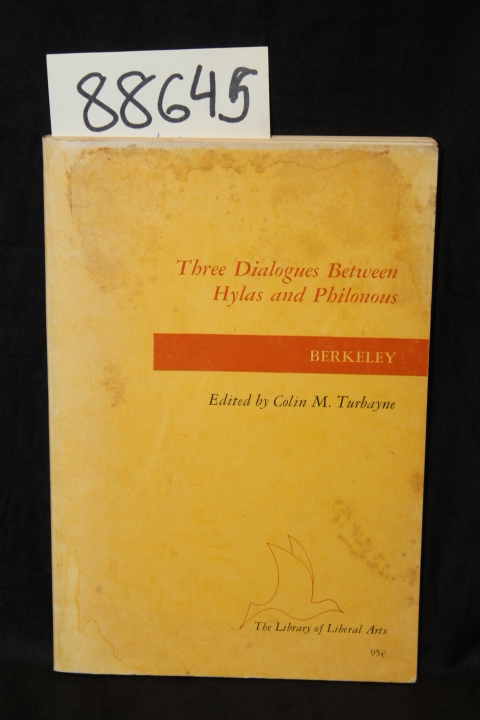 88645
Three Dialogues Between
Hylas and Philonous
BERKELEY
Edited by Colin M. Turbayne
The Library of Liberal Arts
95¢